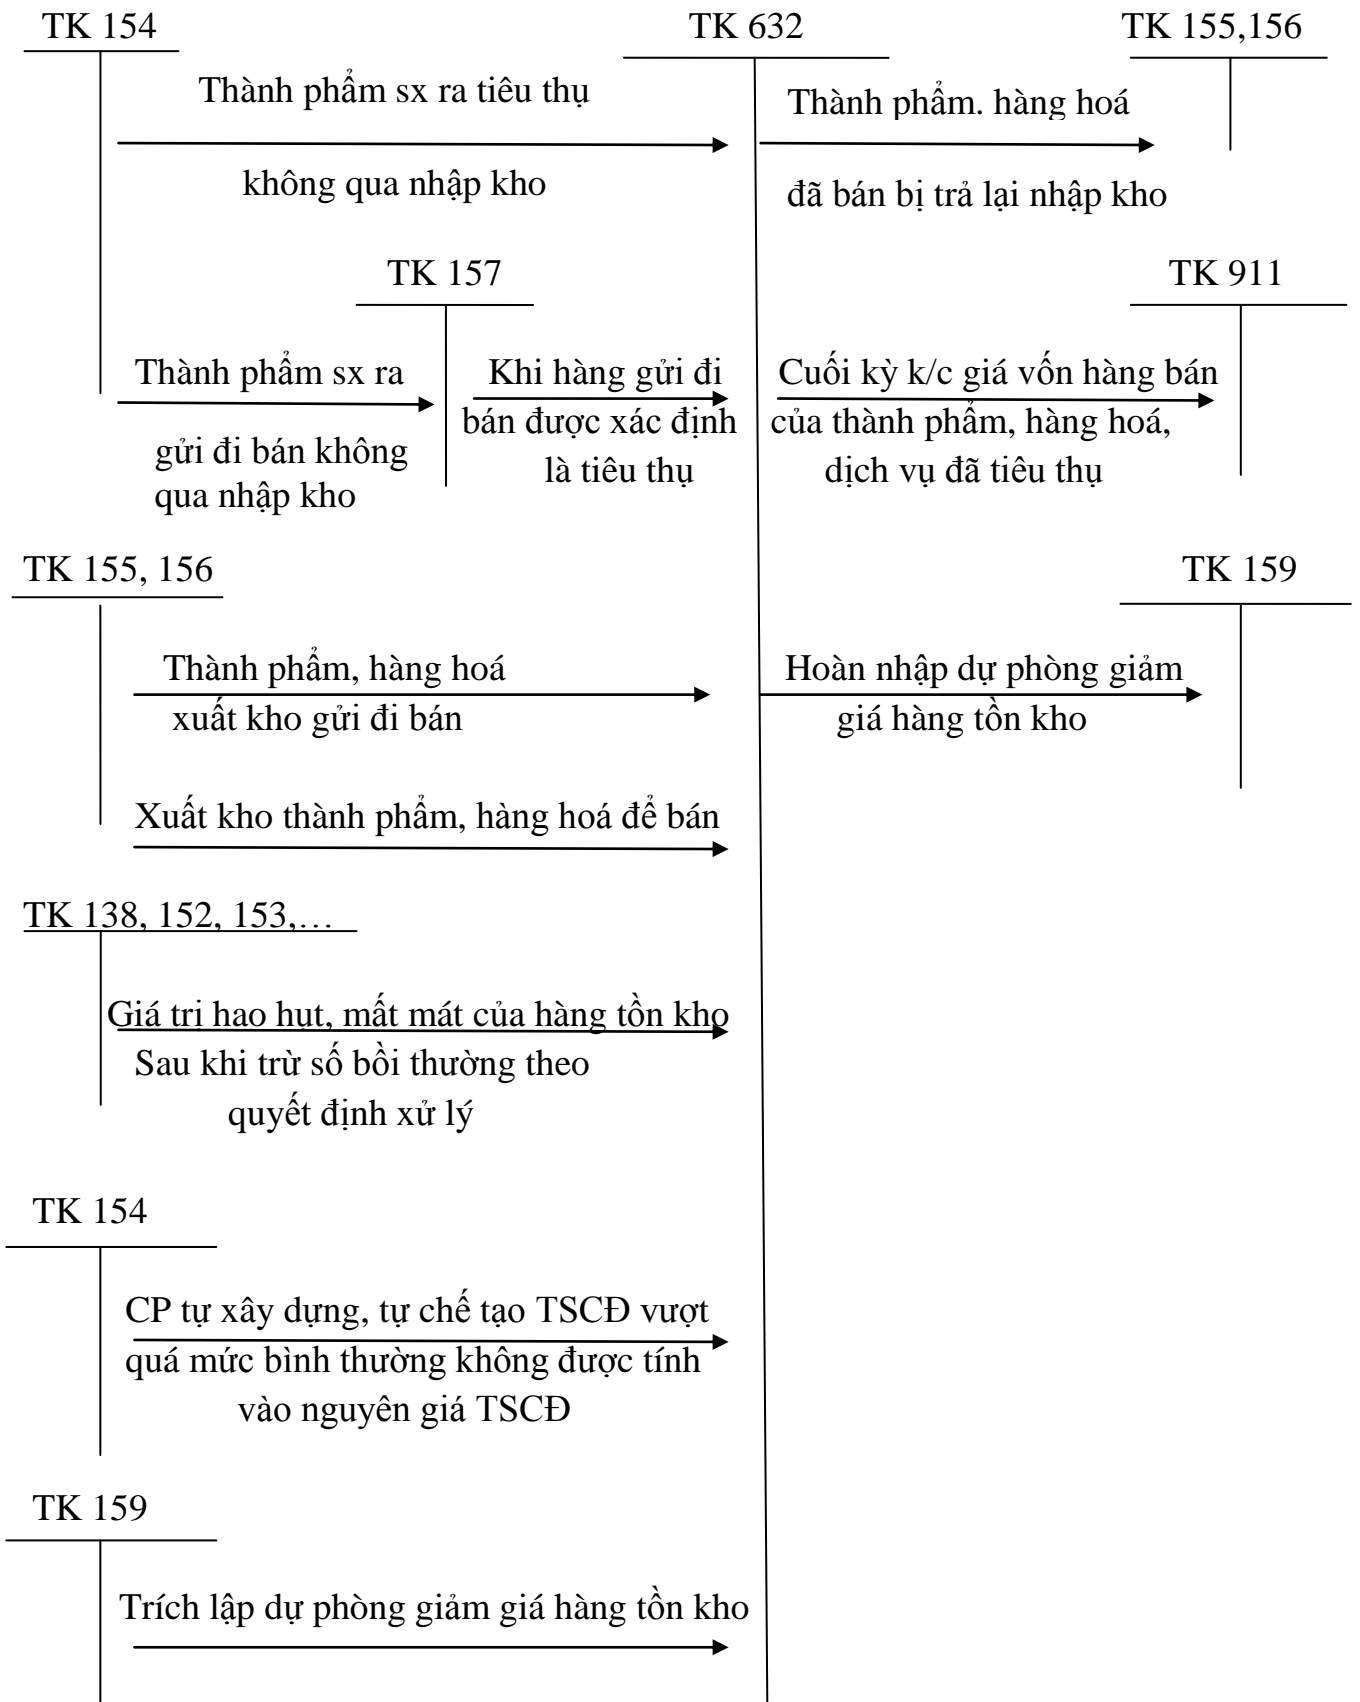 TK 154
TK 632
TK 155,156
Thành phẩm sx ra tiêu thụ
không qua nhập kho
Thành phẩm. hàng hoá
đã bán bị trả lại nhập kho
TK 157
TK 911
Thành phẩm sx ra
gửi đi bán không
qua nhập kho
Khi hàng gửi đi
bán được xác định
là tiêu thụ
Cuối kỳ k/c giá vốn hàng bán
của thành phẩm, hàng hoá,
dịch vụ đã tiêu thụ
TK 155, 156
TK 159
Thành phẩm, hàng hoá
xuất kho gửi đi bán
Hoàn nhập dự phòng giảm
giá hàng tồn kho
Xuất kho thành phẩm, hàng hoá để bán
TK 138, 152, 153,…
Giá trị hao hụt, mất mát của hàng tồn kho
Sau khi trừ số bồi thường theo
quyết định xử lý
TK 154
CP tự xây dựng, tự chế tạo TSCĐ vượt
quá mức bình thường không được tính
vào nguyên giá TSCĐ
TK 159
Trích lập dự phòng giảm giá hàng tồn kho